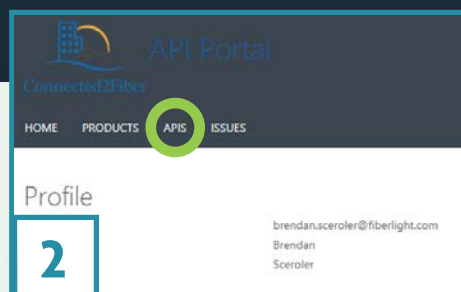 API Portal
Connected2Fiber
HOME PRODUCTS APIS ISSUES
Profile
brendan.sceroler@fiberlight.com
Brendan
Sceroler
2